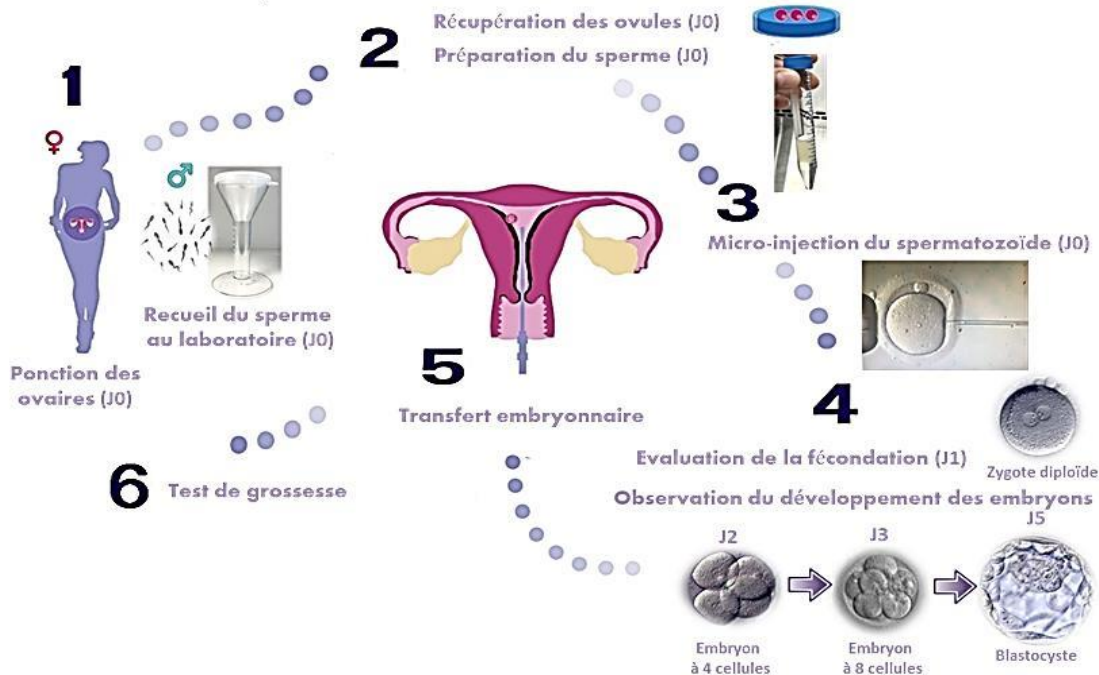 1
♀
♂
Recueil du sperme
au laboratoire (J0)
Ponction des
ovaires (J0)
2
Récupération des ovules (J0)
Préparation du sperme (J0)
3
Micro-injection du spermatozoïde (J0)
4
Zygote diploïde
Evaluation de la fécondation (J1)
Observation du développement des embryons
J2
J3
J5
Embryon
à 4 cellules
Embryon
à 8 cellules
Blastocyste
5
Transfert embryonnaire
6
Test de grossesse